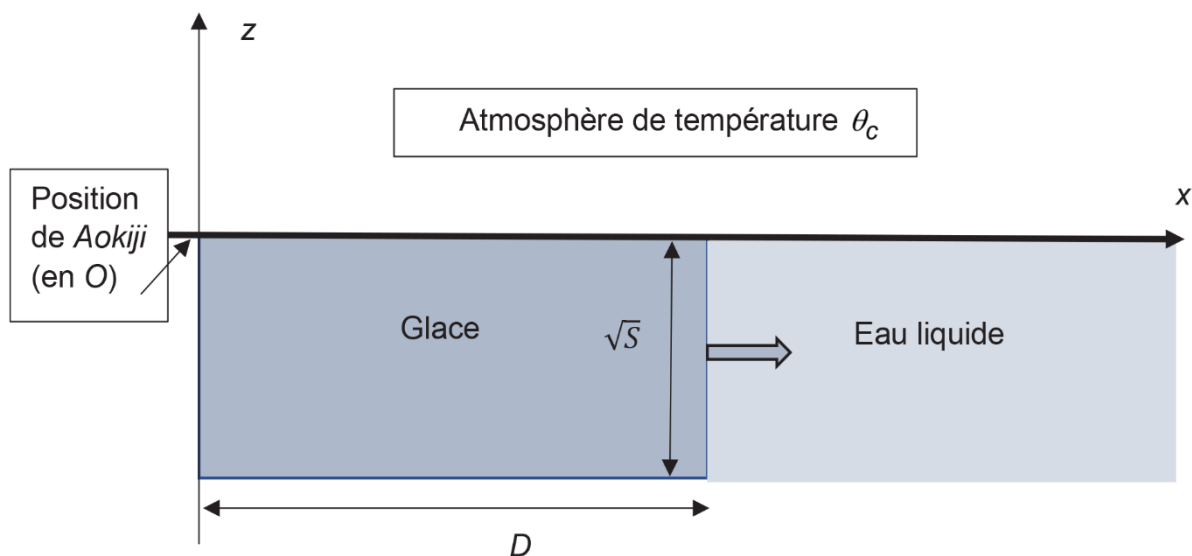 z
Atmosphère de température θc
x
Position
de Aokiji
(en O)
Glace
√S
Eau liquide
D